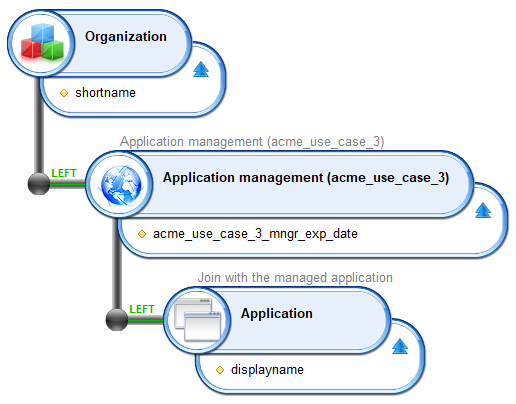 Organization
shortname
Application management (acme_use_case_3)
LEFT
Application management (acme_use_case_3)
acme_use_case_3_mngr_exp_date
Join with the managed application
LEFT
Application
displayname